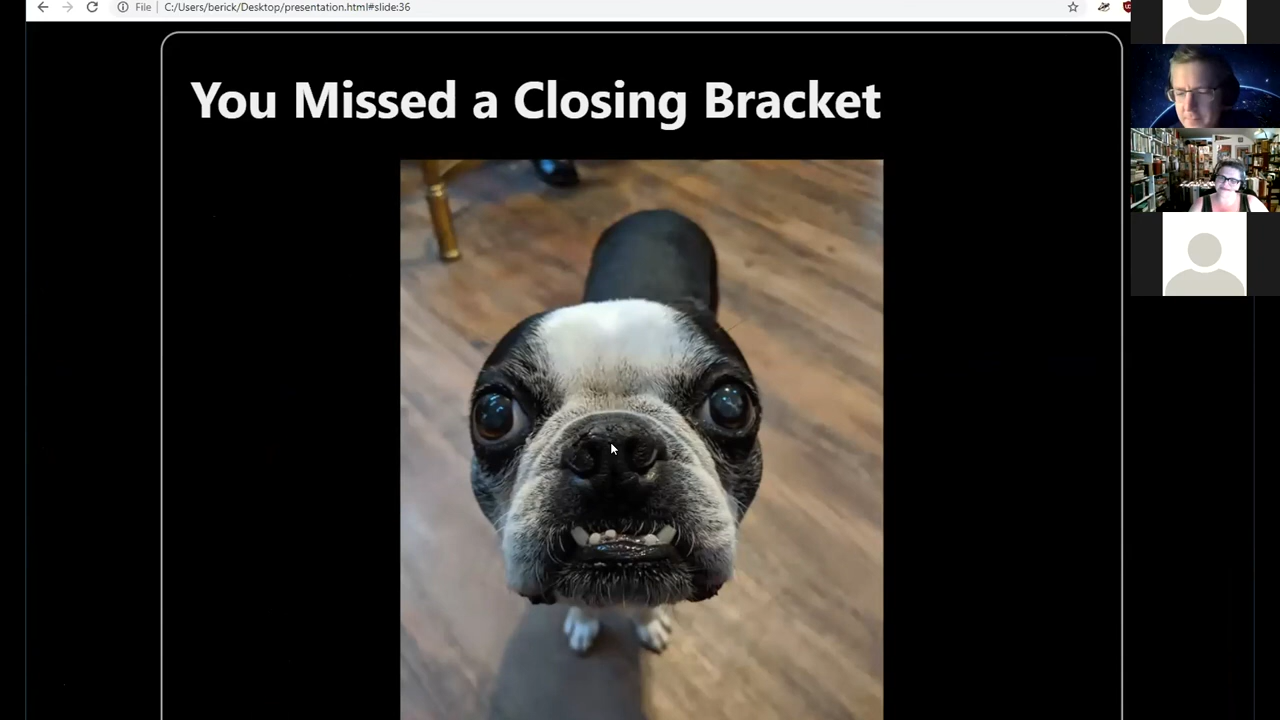 File
C:/Users/berick/Desktop/presentation.html#slide:36
You Missed a Closing Bracket